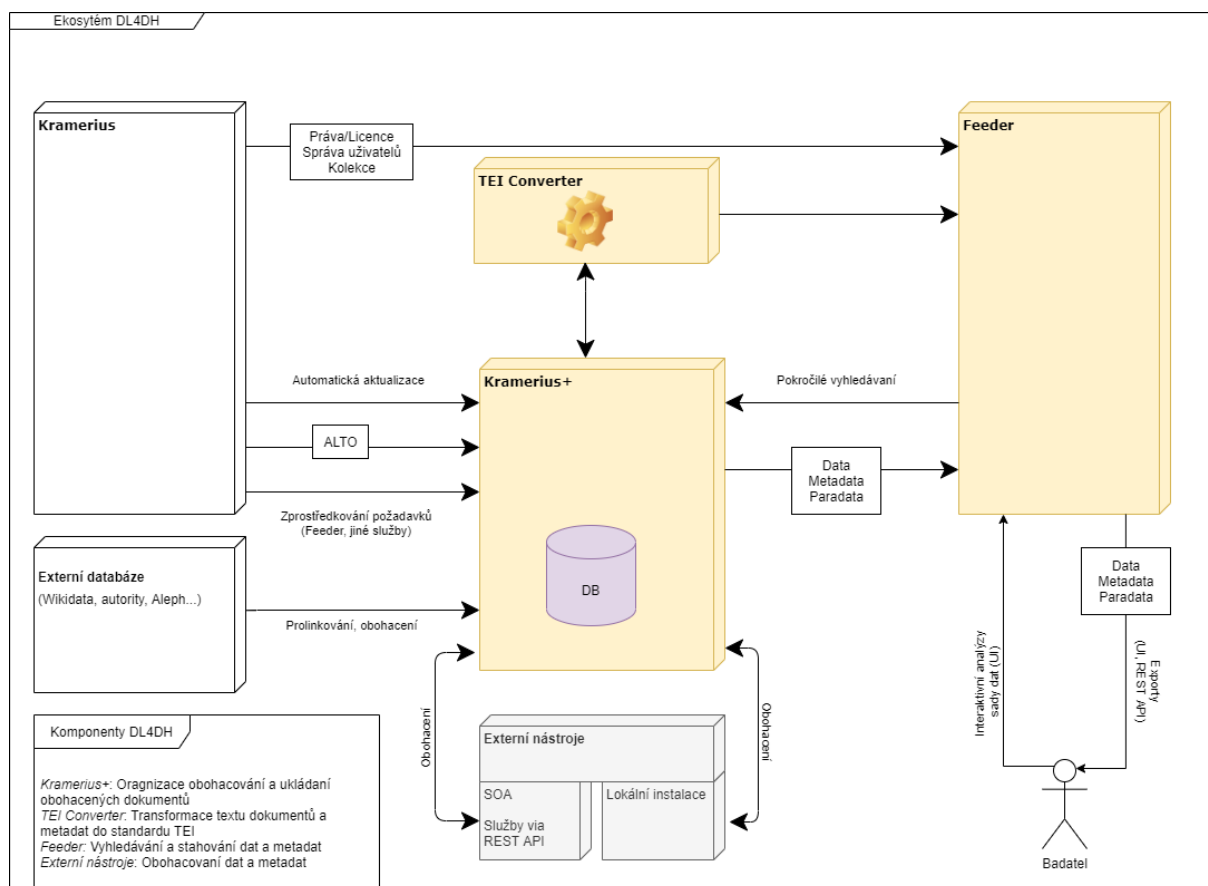 Ekosytém DL4DH
Kramerius
Práva/Licence
Správa uživatelů
Kolekce
Feeder
TEI Converter
Automatická aktualizace
Kramerius+
Pokročilé vyhledávaní
ALTO
Data
Metadata
Paradata
Zprostředkování požadavků
(Feeder, jiné služby)
Externí databáze
(Wikidata, autority, Aleph...)
Prolinkování, obohacení
DB
Data
Metadata
Paradata
Interaktivní analýzy
sady dat (UI)
Exporty
(UI, REST API)
Obohacení
Obohacení
Externí nástroje
SOA
Služby via
REST API
Lokální instalace
Badatel
Komponenty DL4DH
Kramerius+: Oragnizace obohacování a ukládaní
obohacených dokumentů
TEI Converter: Transformace textu dokumentů a
metadat do standardu TEI
Feeder: Vyhledávání a stahování dat a metadat
Externí nástroje: Obohacovaní dat a metadat